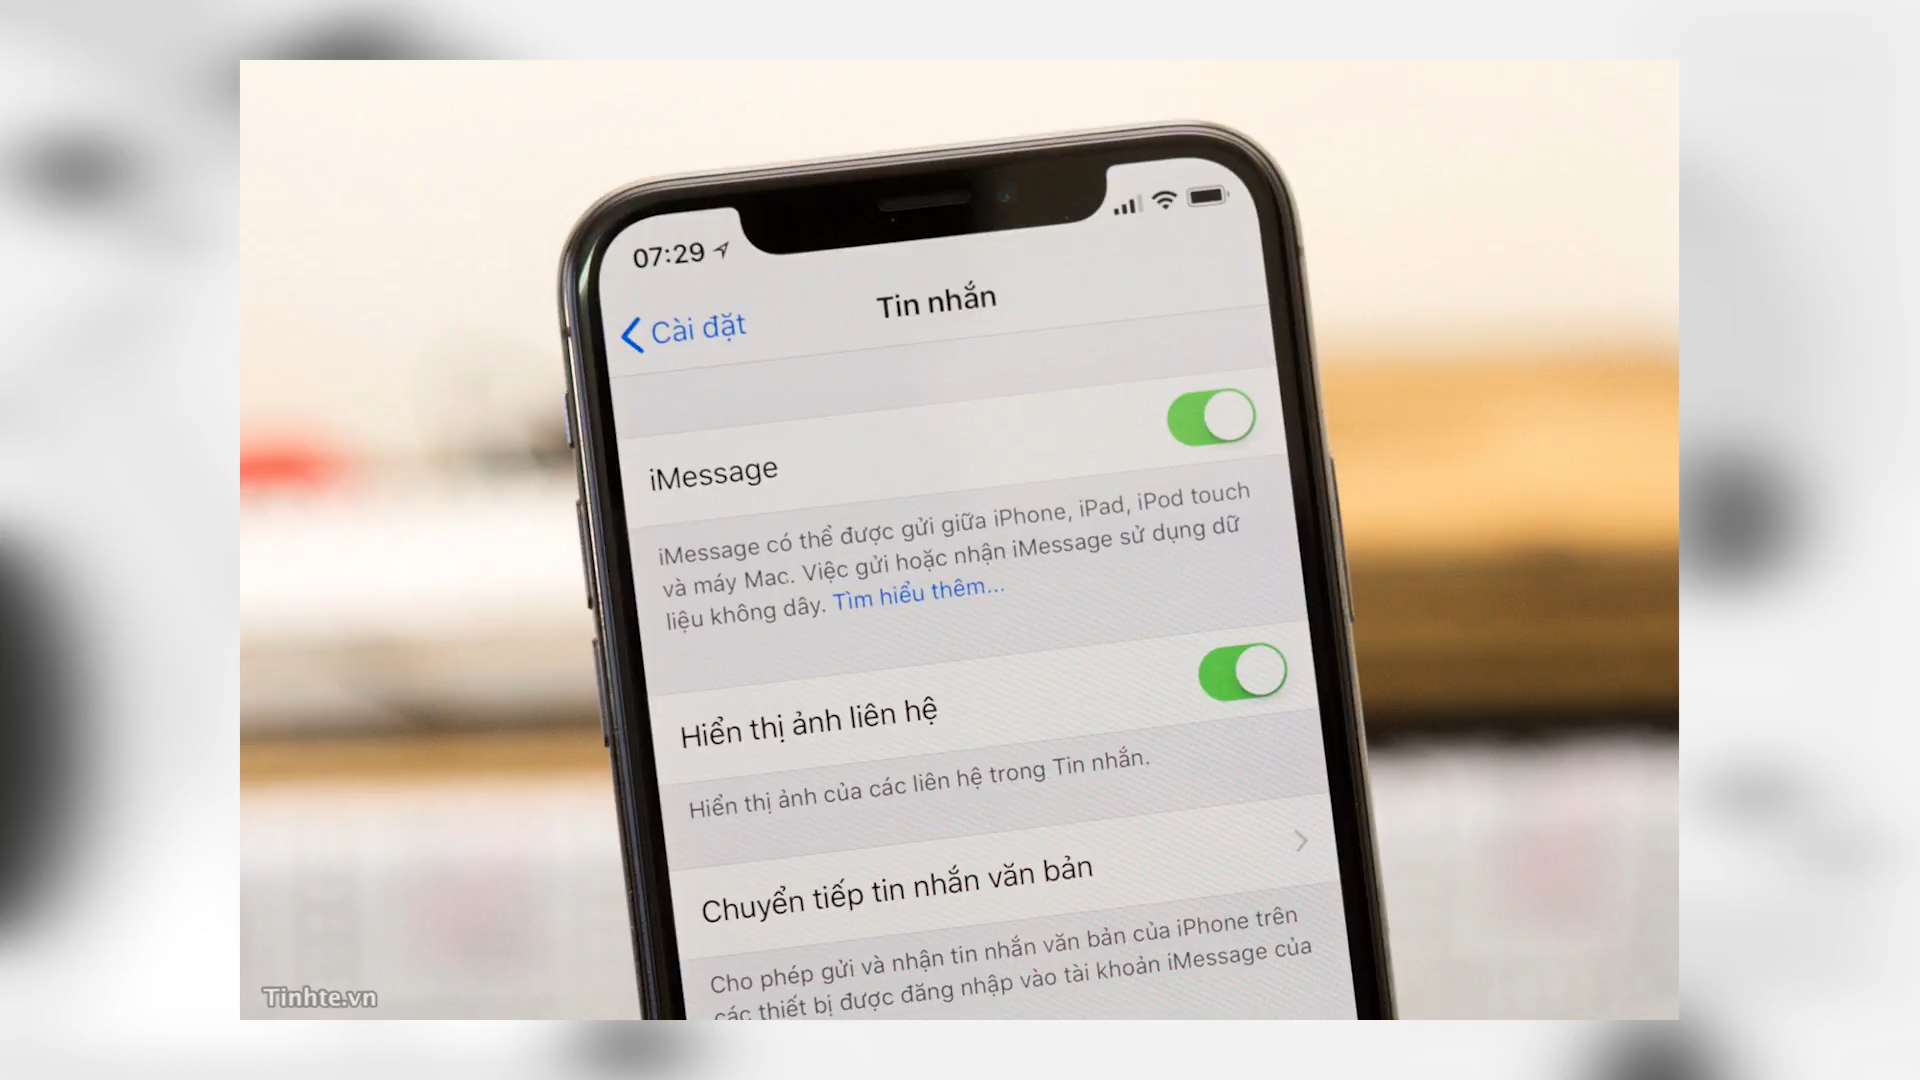 07:29
Cài đặt
Tin nhắn
iMessage
iMessage có thể được gửi giữa iPhone, iPad, iPod touch
và máy Mac. Việc gửi hoặc nhận iMessage sử dụng dữ
liệu không dây. Tìm hiểu thêm...
Hiển thị ảnh liên hệ
Hiển thị ảnh của các liên hệ trong Tin nhắn.
Chuyển tiếp tin nhắn văn bản
Cho phép gửi và nhận tin nhắn văn bản của iPhone trên
các thiết bị được đăng nhập vào tài khoản iMessage của
Tinhte.vn